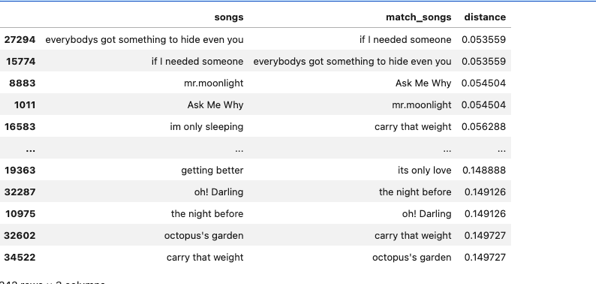 songs match_songs distance
27294 everybodys got something to hide even you if I needed someone 0.053559
15774 if I needed someone everybodys got something to hide even you 0.053559
8883 mr.moonlight Ask Me Why 0.054504
1011 Ask Me Why mr.moonlight 0.054504
16583 im only sleeping carry that weight 0.056288
... ... ... ...
19363 getting better its only love 0.148888
32287 oh! Darling the night before 0.149126
10975 the night before oh! Darling 0.149126
32602 octopus's garden carry that weight 0.149727
34522 carry that weight octopus's garden 0.149727